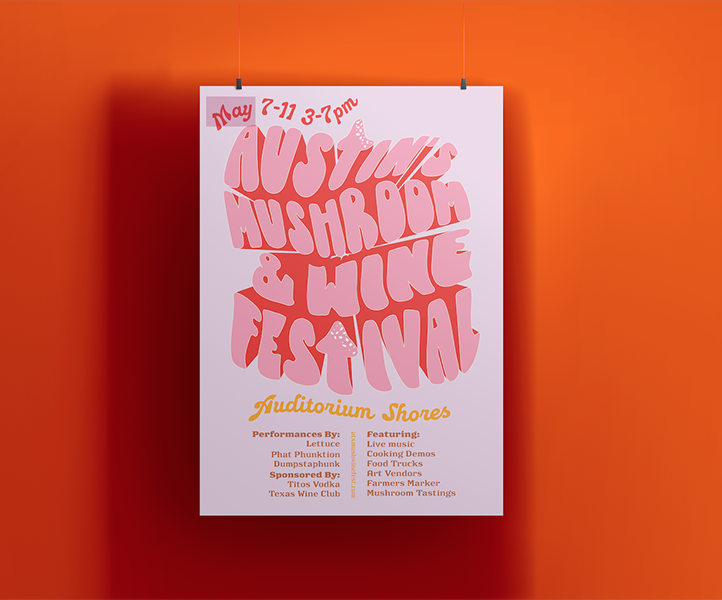 May 7-11 3-7pm
AUSTIN'S
MUSHROOM
& WINE
FESTIVAL
Auditorium Shores
Performances By:
Lettuce
Phat Phunktion
Dumpstaphunk
Sponsored By:
Titos Vodka
Texas Wine Club
Featuring:
Live music
Cooking Demos
Food Trucks
Art Vendors
Farmers Marker
Mushroom Tastings